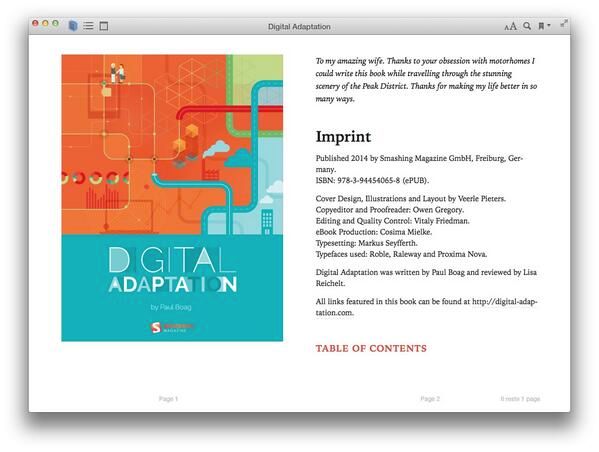 Digital Adaptation
AA
DIGITAL
ADAPTATION
by Paul Boag
MAGAZINE
Page 1
To my amazing wife. Thanks to your obsession with motorhomes I
could write this book while travelling through the stunning
scenery of the Peak District. Thanks for making my life better in so
many ways.
Imprint
Published 2014 by Smashing Magazine GmbH, Freiburg, Ger-
many.
ISBN: 978-3-94454065-8 (ePUB).
Cover Design, Illustrations and Layout by Veerle Pieters.
Copyeditor and Proofreader: Owen Gregory.
Editing and Quality Control: Vitaly Friedman.
eBook Production: Cosima Mielke.
Typesetting: Markus Seyfferth.
Typefaces used: Roble, Raleway and Proxima Nova.
Digital Adaptation was written by Paul Boag and reviewed by Lisa
Reichelt.
All links featured in this book can be found at http://digital-adap-
tation.com.
TABLE OF CONTENTS
Page 2
Il reste 1 page